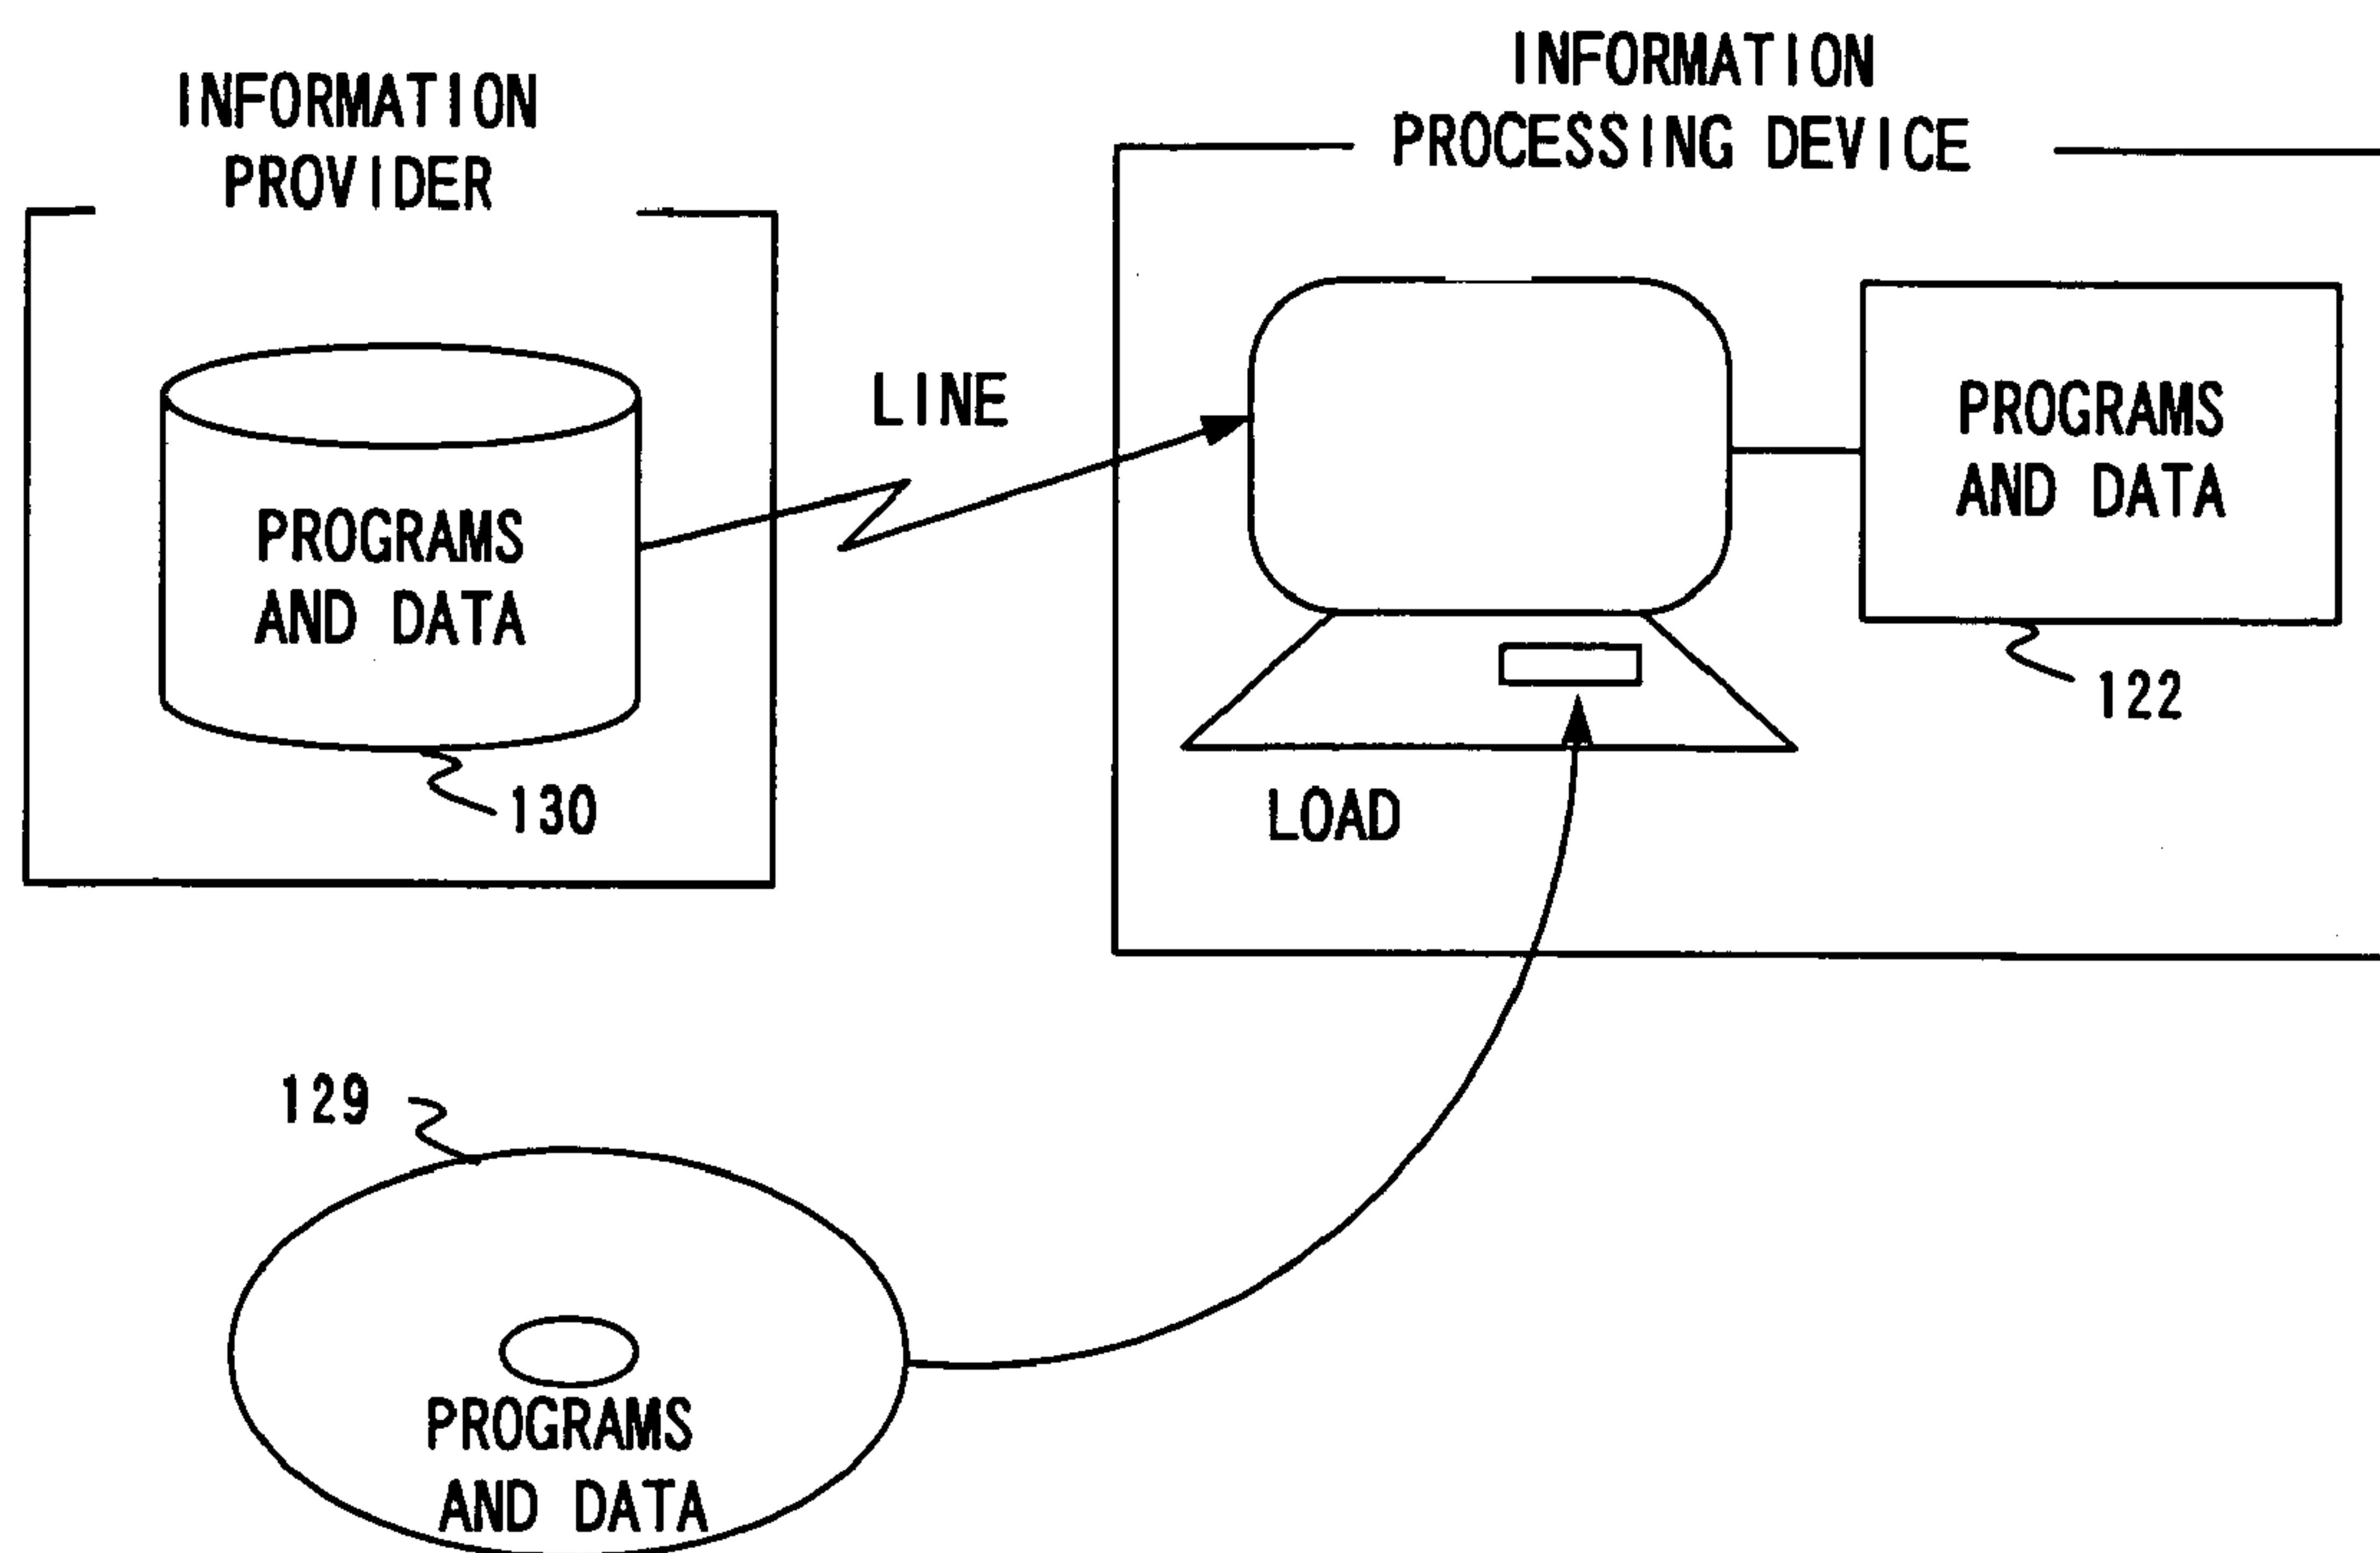 INFORMATION
PROVIDER
PROGRAMS
AND DATA
130
LINE
INFORMATION
PROCESSING DEVICE
PROGRAMS
AND DATA
122
LOAD
129
PROGRAMS
AND DATA